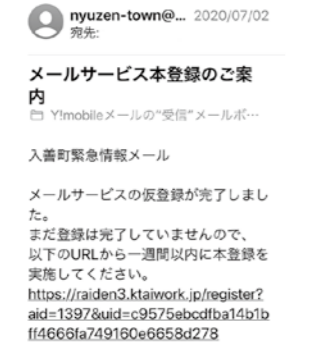 nyuzen-town@... 2020/07/02
宛先:
メールサービス本登録のご案
内
Y!mobileメールの"受信"メールボ…
入善町緊急情報メール
メールサービスの仮登録が完了しまし
た。
まだ登録は完了していませんので、
以下のURLから一週間以内に本登録を
実施してください。
https://raiden3.ktaiwork.jp/register?
aid=1397&uid=c9575ebcdfba14b1b
ff4666fa749160e6658d278